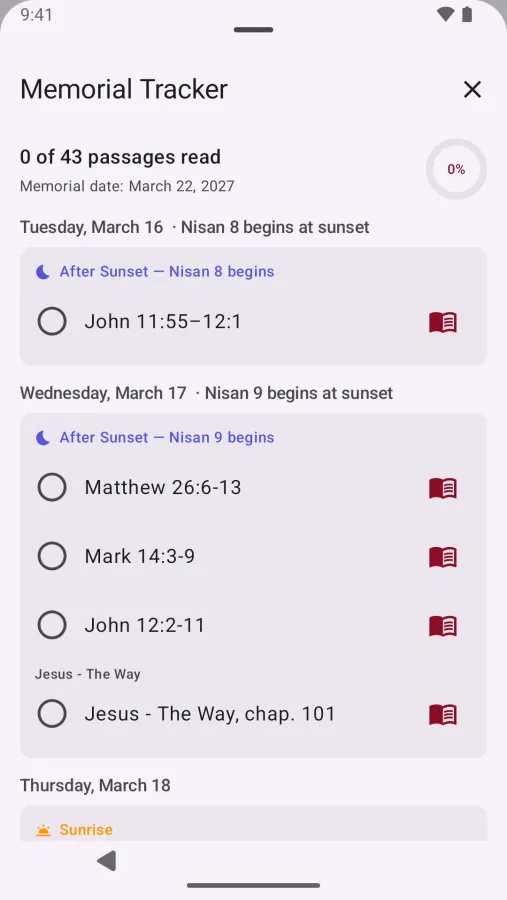 9:41
Memorial Tracker
0 of 43 passages read
Memorial date: March 22, 2027
0%
Tuesday, March 16 · Nisan 8 begins at sunset
After Sunset — Nisan 8 begins
John 11:55–12:1
Wednesday, March 17 · Nisan 9 begins at sunset
After Sunset — Nisan 9 begins
Matthew 26:6-13
Mark 14:3-9
John 12:2-11
Jesus - The Way
Jesus - The Way, chap. 101
Thursday, March 18
Sunrise